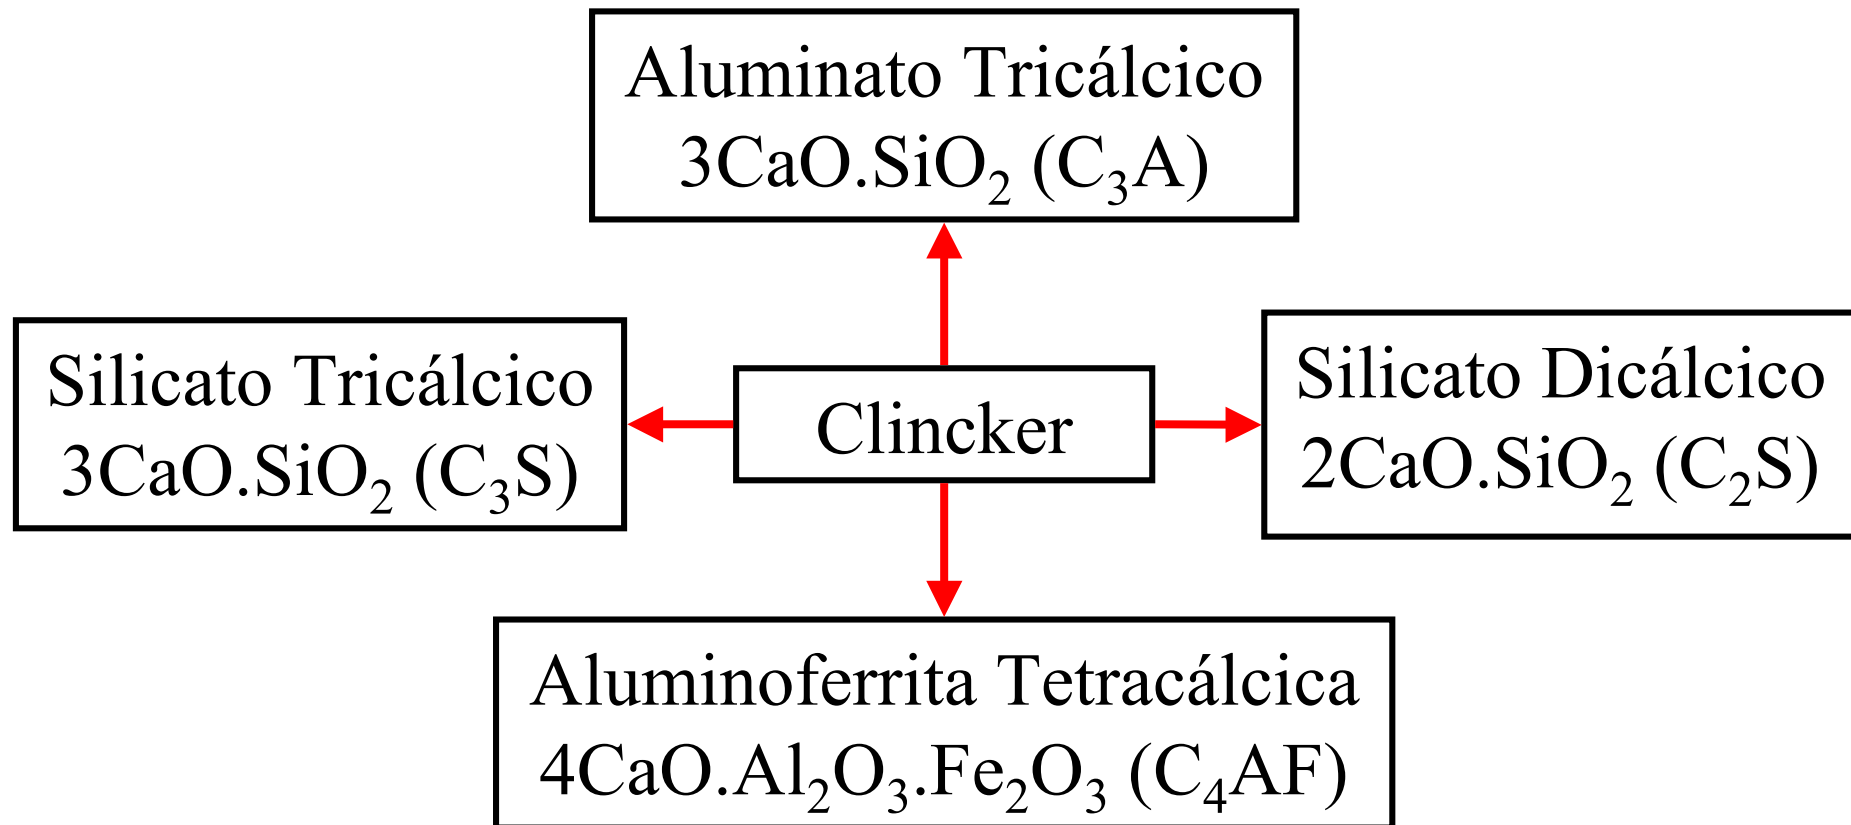 Aluminato Tricálcico
3CaO.SiO₂ (C₃A)
Silicato Tricálcico
3CaO.SiO₂ (C₃S)
Clincker
Silicato Dicálcico
2CaO.SiO₂ (C₂S)
Aluminoferrita Tetracálcica
4CaO.Al₂O₃.Fe₂O₃ (C₄AF)